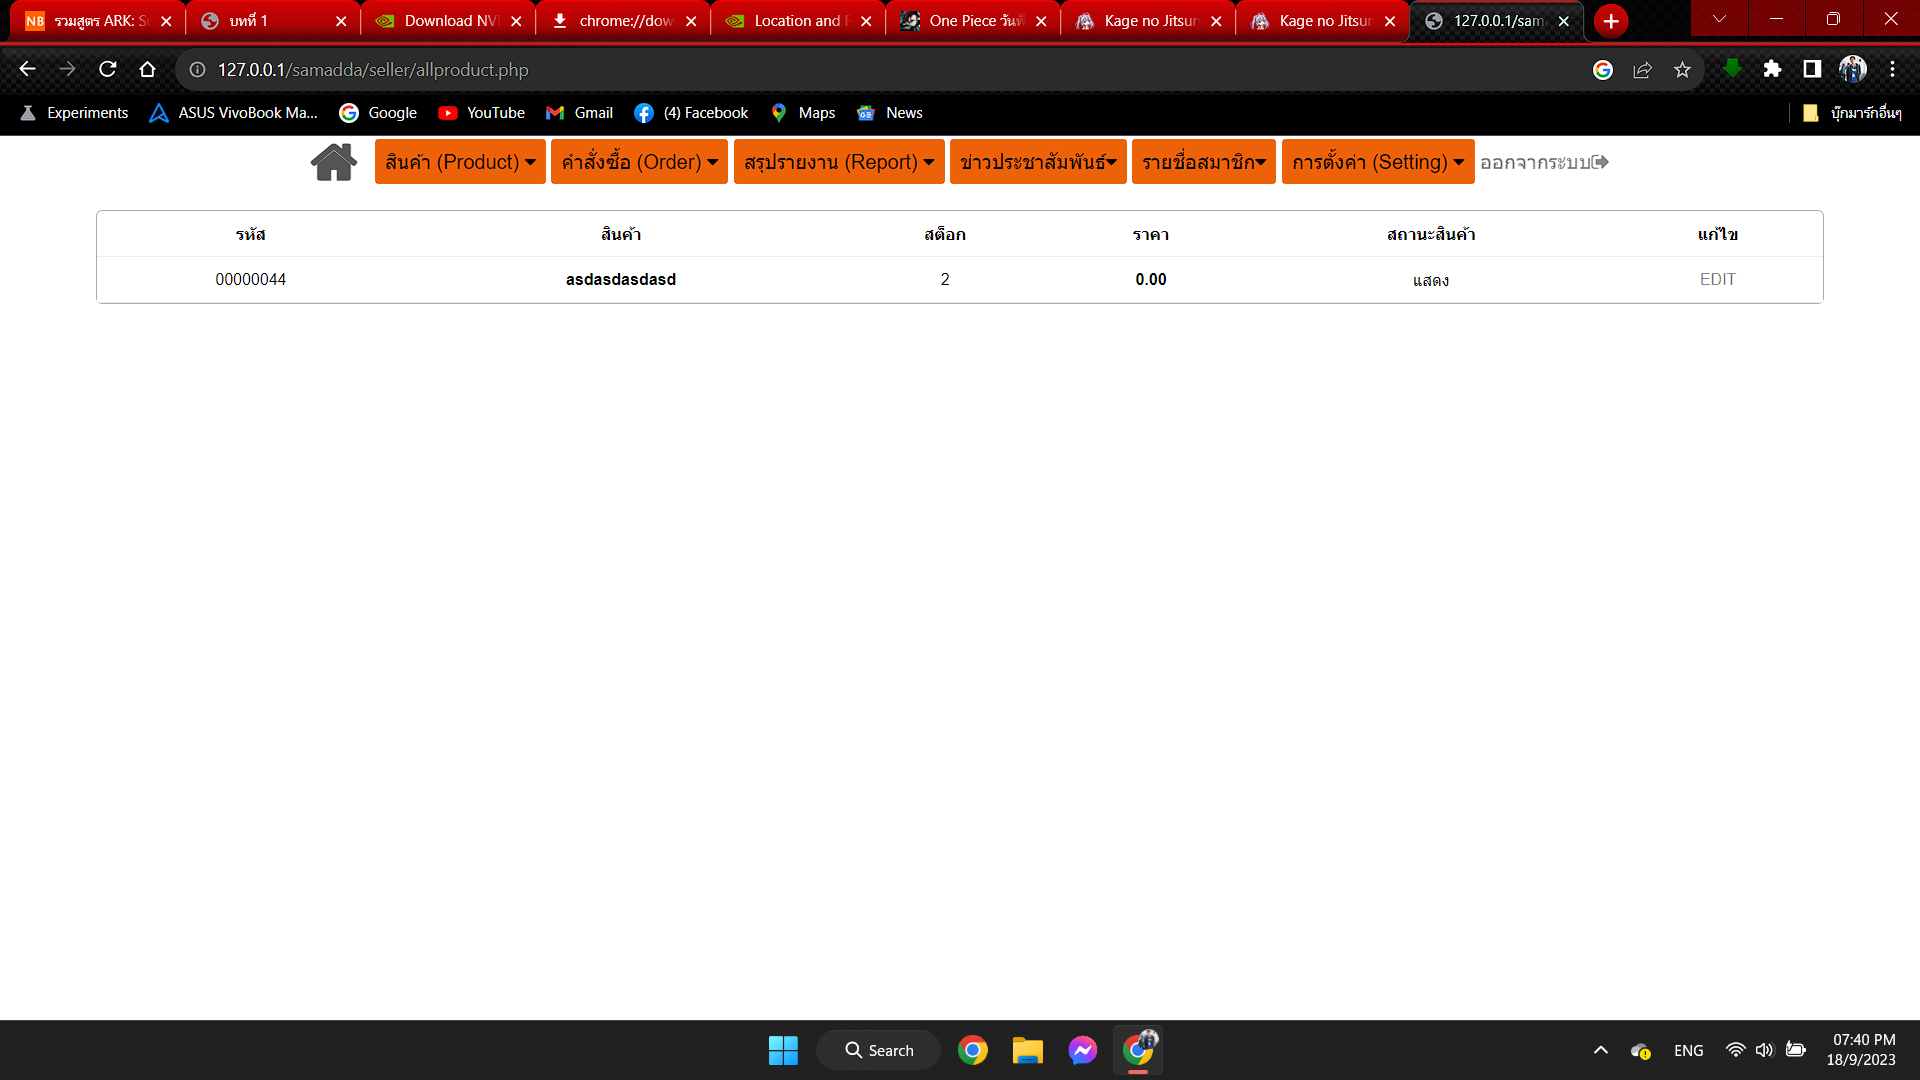 รวมสูตร ARK: Su
บทที่ 1
Download NVI
chrome://dow
Location and P
One Piece วันพี
Kage no Jitsur
Kage no Jitsur
127.0.0.1/sam
127.0.0.1/samadda/seller/allproduct.php
Experiments
ASUS VivoBook Ma...
Google
YouTube
Gmail
(4) Facebook
Maps
News
บุ๊กมาร์กอื่นๆ
สินค้า (Product)
คำสั่งซื้อ (Order)
สรุปรายงาน (Report)
ข่าวประชาสัมพันธ์
รายชื่อสมาชิก
การตั้งค่า (Setting)
ออกจากระบบ
รหัส สินค้า สต็อก ราคา สถานะสินค้า แก้ไข
00000044 asdasdasdasd 2 0.00 แสดง EDIT
Search
ENG
07:40 PM
18/9/2023